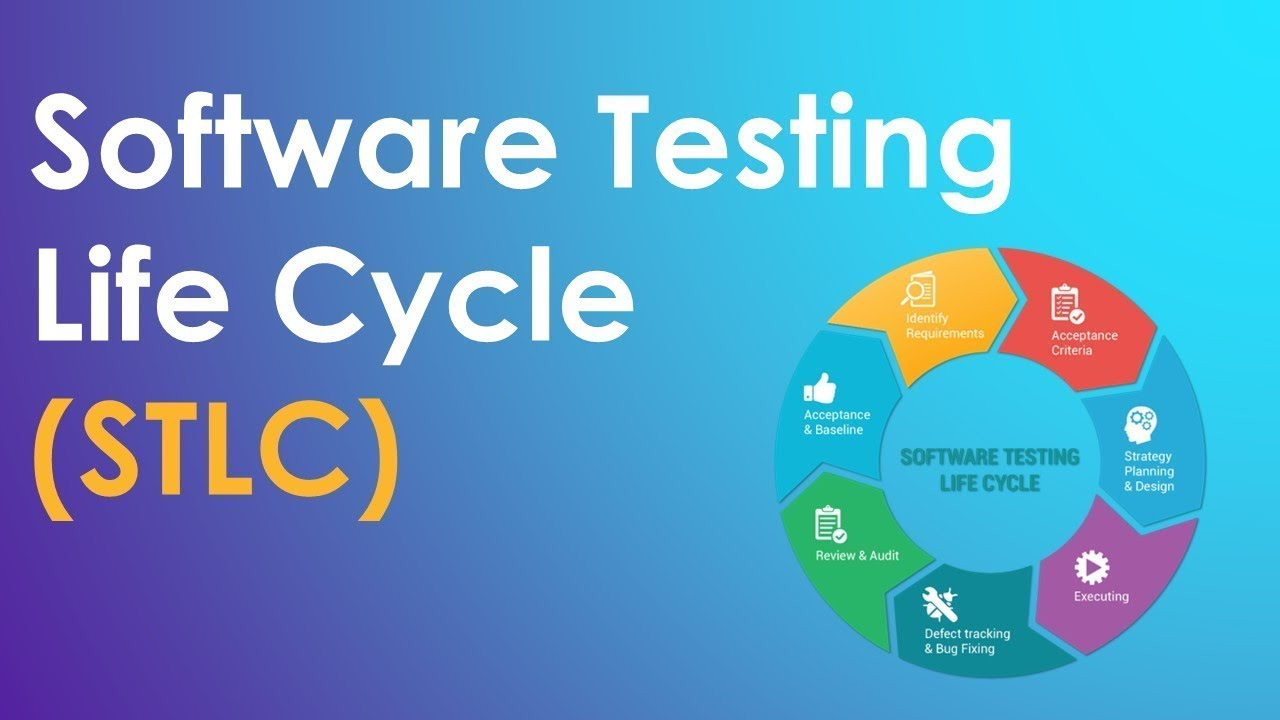 Software Testing
Life Cycle
(STLC)
Identify
Requirements
Acceptance
Criteria
Strategy
Planning
& Design
Executing
Defect tracking
& Bug Fixing
Review & Audit
Acceptance
& Baseline
SOFTWARE TESTING
LIFE CYCLE